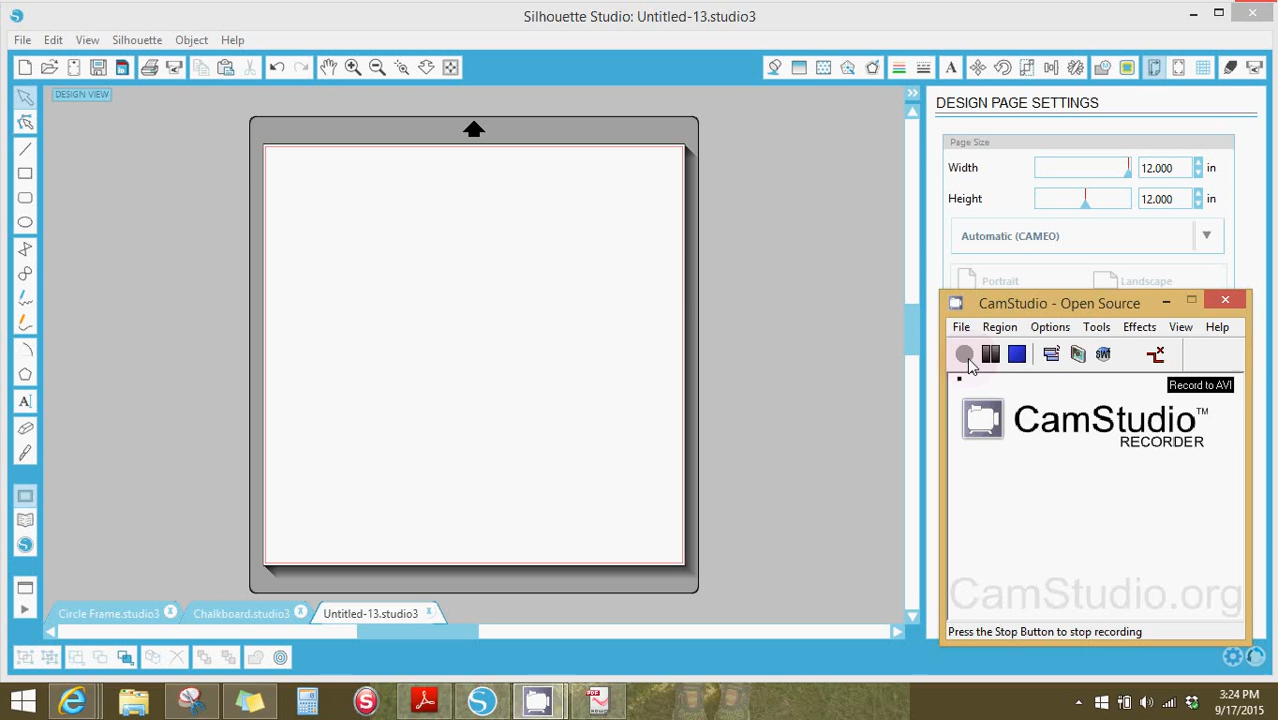 Silhouette Studio: Untitled-13.studio3
File Edit View Silhouette Object Help
DESIGN VIEW
DESIGN PAGE SETTINGS
Page Size
Width 12.000 in
Height 12.000 in
Automatic (CAMEO)
Portrait Landscape
CamStudio - Open Source
File Region Options Tools Effects View Help
Record to AVI
CamStudio™
RECORDER
CamStudio.org
Press the Stop Button to stop recording
Circle Frame.studio3 Chalkboard.studio3 Untitled-13.studio3
3:24 PM
9/17/2015